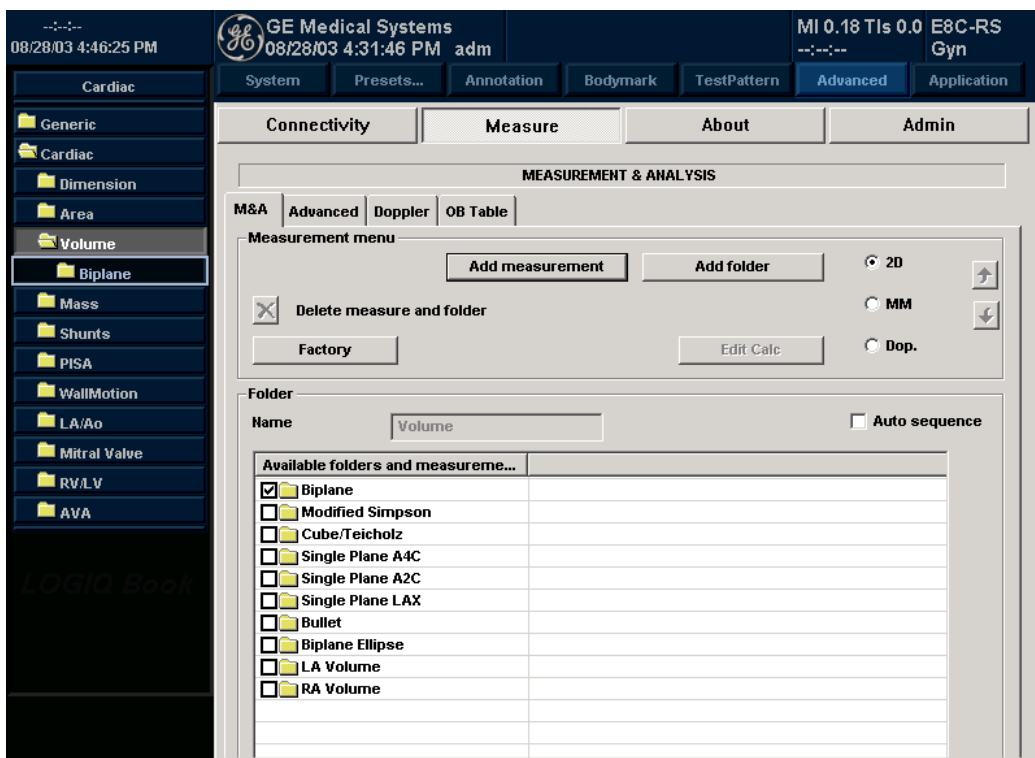 --:--:--
08/28/03 4:46:25 PM
GE Medical Systems
08/28/03 4:31:46 PM adm
MI 0.18 TIs 0.0 E8C-RS
--:--:-- Gyn
Cardiac
System Presets... Annotation Bodymark TestPattern Advanced Application
Generic
Cardiac
Dimension
Area
Volume
Biplane
Mass
Shunts
PISA
WallMotion
LA/Ao
Mitral Valve
RV/LV
AVA
LOGIQ Book
Connectivity Measure About Admin
MEASUREMENT & ANALYSIS
M&A Advanced Doppler OB Table
Measurement menu
Add measurement Add folder 2D
Delete measure and folder MM
Factory Edit Calc Dop.
Folder
Name Volume Auto sequence
Available folders and measureme...
Biplane
Modified Simpson
Cube/Teicholz
Single Plane A4C
Single Plane A2C
Single Plane LAX
Bullet
Biplane Ellipse
LA Volume
RA Volume